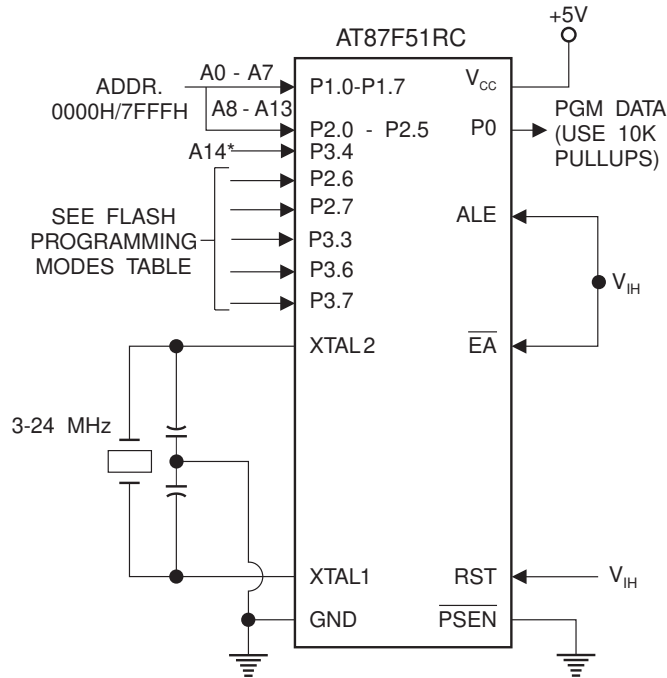 +5V
AT87F51RC
ADDR.
0000H/7FFFH
A0 - A7
P1.0-P1.7
VCC
A8 - A13
P2.0 - P2.5
P0
PGM DATA
(USE 10K
PULLUPS)
A14*
P3.4
P2.6
SEE FLASH
PROGRAMMING
MODES TABLE
P2.7
ALE
P3.3
P3.6
VIH
P3.7
XTAL2
EA
3-24 MHz
XTAL1
RST
VIH
GND
PSEN